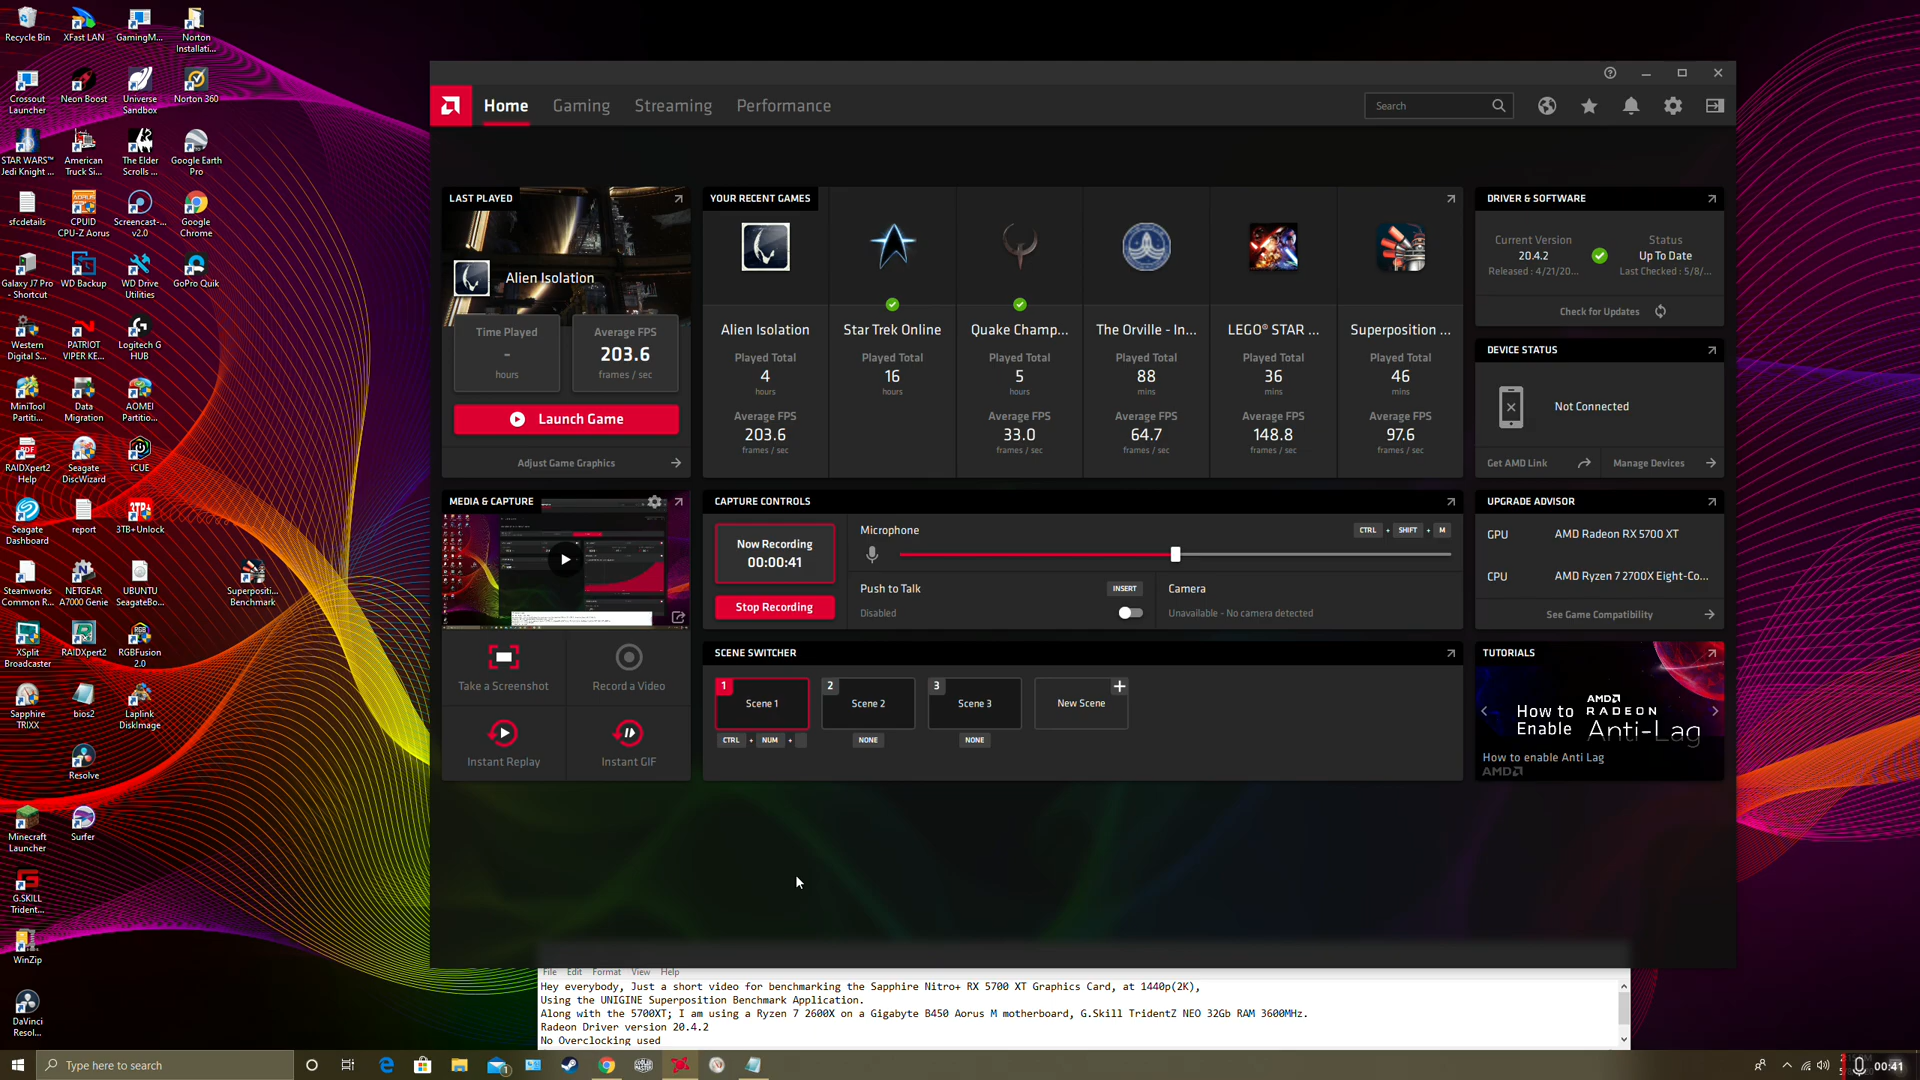 Recycle Bin
XFast LAN
GamingM...
Norton Installati...
Crossout Launcher
Neon Boost
Universe Sandbox
Norton 360
STAR WARS™ Jedi Knight ...
American Truck Si...
The Elder Scrolls ...
Google Earth Pro
sfcdetails
CPUID CPU-Z Aorus
Screencast-... v2.0
Google Chrome
Galaxy J7 Pro - Shortcut
WD Backup
WD Drive Utilities
GoPro Quik
Western Digital S...
PATRIOT VIPER KE...
Logitech G HUB
MiniTool Partiti...
Data Migration
AOMEI Partitio...
RAIDXpert2 Help
Seagate DiscWizard
iCUE
Seagate Dashboard
report
3TB+Unlock
Steamworks Common R...
NETGEAR A7000 Genie
UBUNTU SeagateBo...
Superpositi... Benchmark
XSplit Broadcaster
RAIDXpert2
RGBFusion 2.0
Sapphire TRIXX
bios2
Laplink DiskImage
Resolve
Minecraft Launcher
Surfer
G.SKILL Trident...
WinZip
DaVinci Resol...
Home Gaming Streaming Performance
Search
LAST PLAYED
Alien Isolation
Time Played
-
hours
Average FPS
203.6
frames / sec
Launch Game
Adjust Game Graphics
YOUR RECENT GAMES
Alien Isolation
Played Total
4
hours
Average FPS
203.6
frames / sec
Star Trek Online
Played Total
16
hours
Quake Champ...
Played Total
5
hours
Average FPS
33.0
frames / sec
The Orville - In...
Played Total
88
mins
Average FPS
64.7
frames / sec
LEGO® STAR ...
Played Total
36
mins
Average FPS
148.8
frames / sec
Superposition ...
Played Total
46
mins
Average FPS
97.6
frames / sec
DRIVER & SOFTWARE
Current Version
20.4.2
Released : 4/21/20...
Status
Up To Date
Last Checked : 5/8/...
Check for Updates
DEVICE STATUS
Not Connected
Get AMD Link
Manage Devices
MEDIA & CAPTURE
Take a Screenshot
Record a Video
Instant Replay
Instant GIF
CAPTURE CONTROLS
Now Recording
00:00:41
Stop Recording
Microphone
CTRL + SHIFT + M
Push to Talk
INSERT
Disabled
Camera
Unavailable - No camera detected
SCENE SWITCHER
1
Scene 1
CTRL + NUM +
2
Scene 2
NONE
3
Scene 3
NONE
New Scene
UPGRADE ADVISOR
GPU AMD Radeon RX 5700 XT
CPU AMD Ryzen 7 2700X Eight-Co...
See Game Compatibility
TUTORIALS
How to Enable
AMD RADEON Anti-Lag
How to enable Anti Lag
AMD
File Edit Format View Help
Hey everybody, Just a short video for benchmarking the Sapphire Nitro+ RX 5700 XT Graphics Card, at 1440p(2K),
Using the UNIGINE Superposition Benchmark Application.
Along with the 5700XT; I am using a Ryzen 7 2600X on a Gigabyte B450 Aorus M motherboard, G.Skill TridentZ NEO 32Gb RAM 3600MHz.
Radeon Driver version 20.4.2
No Overclocking used
Type here to search
1
00:41